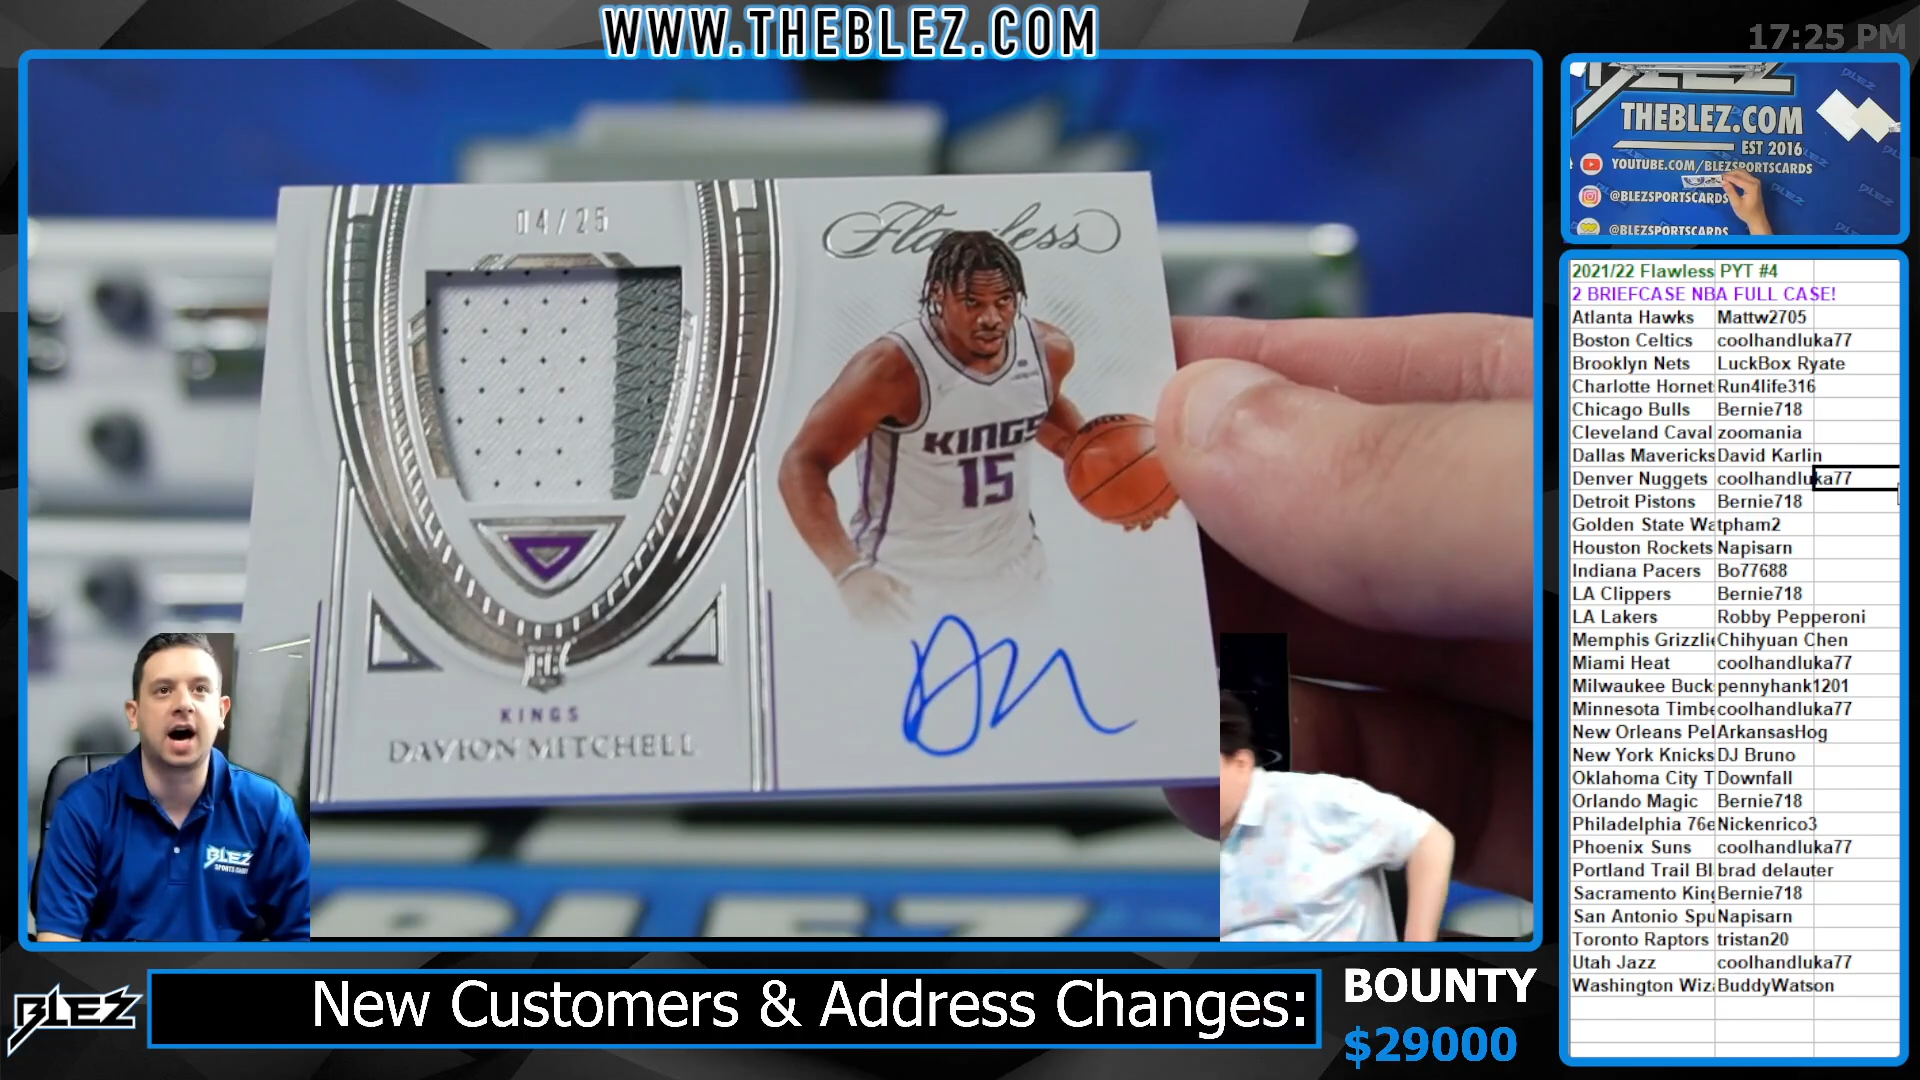 WWW.THEBLEZ.COM
17:25 PM
04/25
Flawless
KINGS
15
KINGS
DAVION MITCHELL
BLEZ
SPORTS CARDS
BLEZ
THEBLEZ.COM
EST 2016
YOUTUBE.COM/BLEZSPORTSCARDS
@BLEZSPORTSCARDS
@BLEZSPORTSCARDS
2021/22 Flawless PYT #4
2 BRIEFCASE NBA FULL CASE!
Atlanta Hawks Mattw2705
Boston Celtics coolhandluka77
Brooklyn Nets LuckBox Ryate
Charlotte Hornet Run4life316
Chicago Bulls Bernie718
Cleveland Caval zoomania
Dallas Mavericks David Karlin
Denver Nuggets coolhandluka77
Detroit Pistons Bernie718
Golden State Wa tpham2
Houston Rockets Napisarn
Indiana Pacers Bo77688
LA Clippers Bernie718
LA Lakers Robby Pepperoni
Memphis Grizzlie Chihyuan Chen
Miami Heat coolhandluka77
Milwaukee Buck pennyhank1201
Minnesota Timbe coolhandluka77
New Orleans Pel ArkansasHog
New York Knicks DJ Bruno
Oklahoma City T Downfall
Orlando Magic Bernie718
Philadelphia 76e Nickenrico3
Phoenix Suns coolhandluka77
Portland Trail Bl brad delauter
Sacramento King Bernie718
San Antonio Spu Napisarn
Toronto Raptors tristan20
Utah Jazz coolhandluka77
Washington Wiz BuddyWatson
BLEZ
New Customers & Address Changes:
BOUNTY
$29000